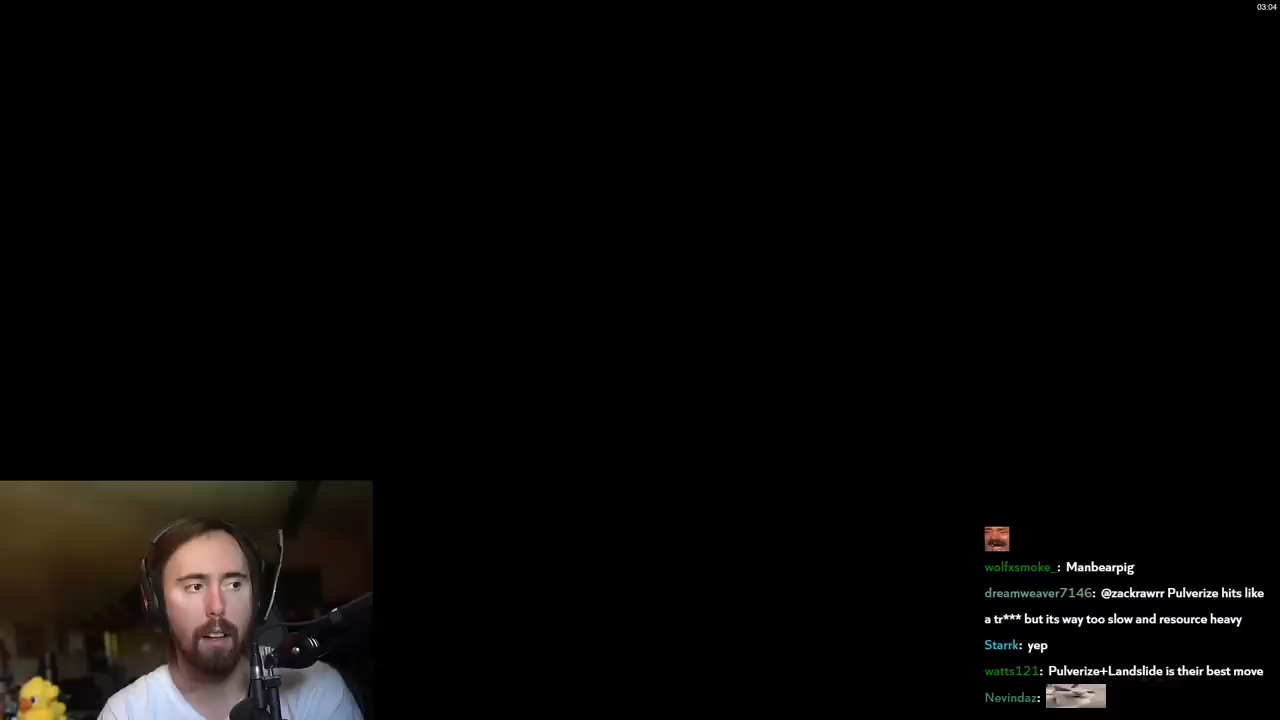 03:04
wolfxsmoke_: Manbearpig
dreamweaver7146: @zackrawrr Pulverize hits like
a tr*** but its way too slow and resource heavy
Starrk: yep
watts121: Pulverize+Landslide is their best move
Nevindaz: